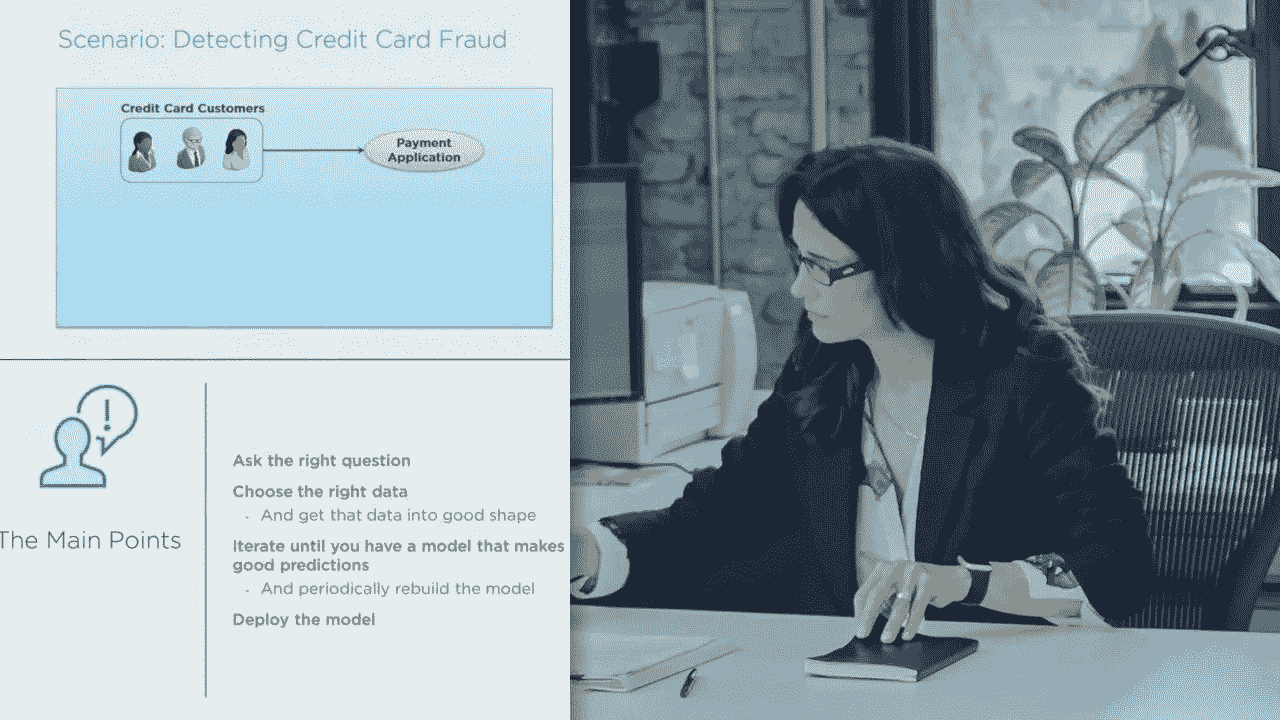 Scenario: Detecting Credit Card Fraud
Credit Card Customers
Payment
Application
The Main Points
Ask the right question
Choose the right data
- And get that data into good shape
Iterate until you have a model that makes
good predictions
- And periodically rebuild the model
Deploy the model